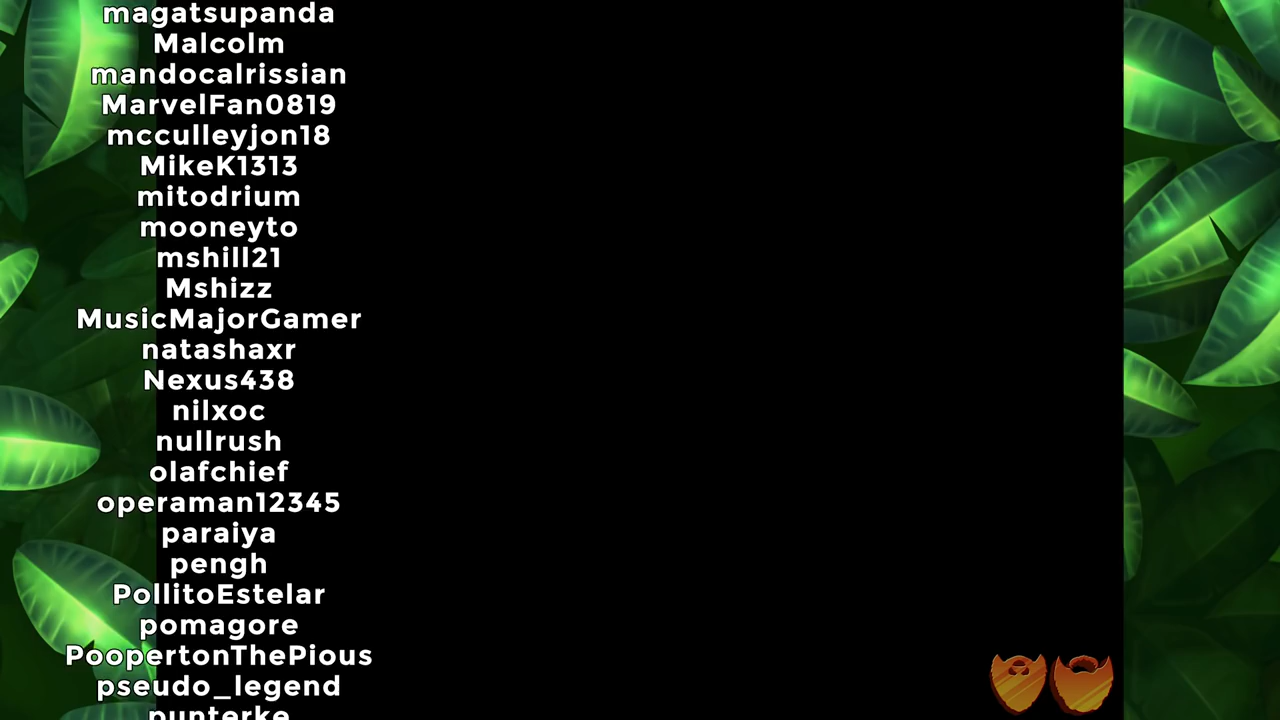 magatsupanda
Malcolm
mandocalrissian
MarvelFan0819
mcculleyjon18
MikeK1313
mitodrium
mooneyto
mshill21
Mshizz
MusicMajorGamer
natashaxr
Nexus438
nilxoc
nullrush
olafchief
operaman12345
paraiya
pengh
PollitoEstelar
pomagore
PoopertonThePious
pseudo_legend
punterke